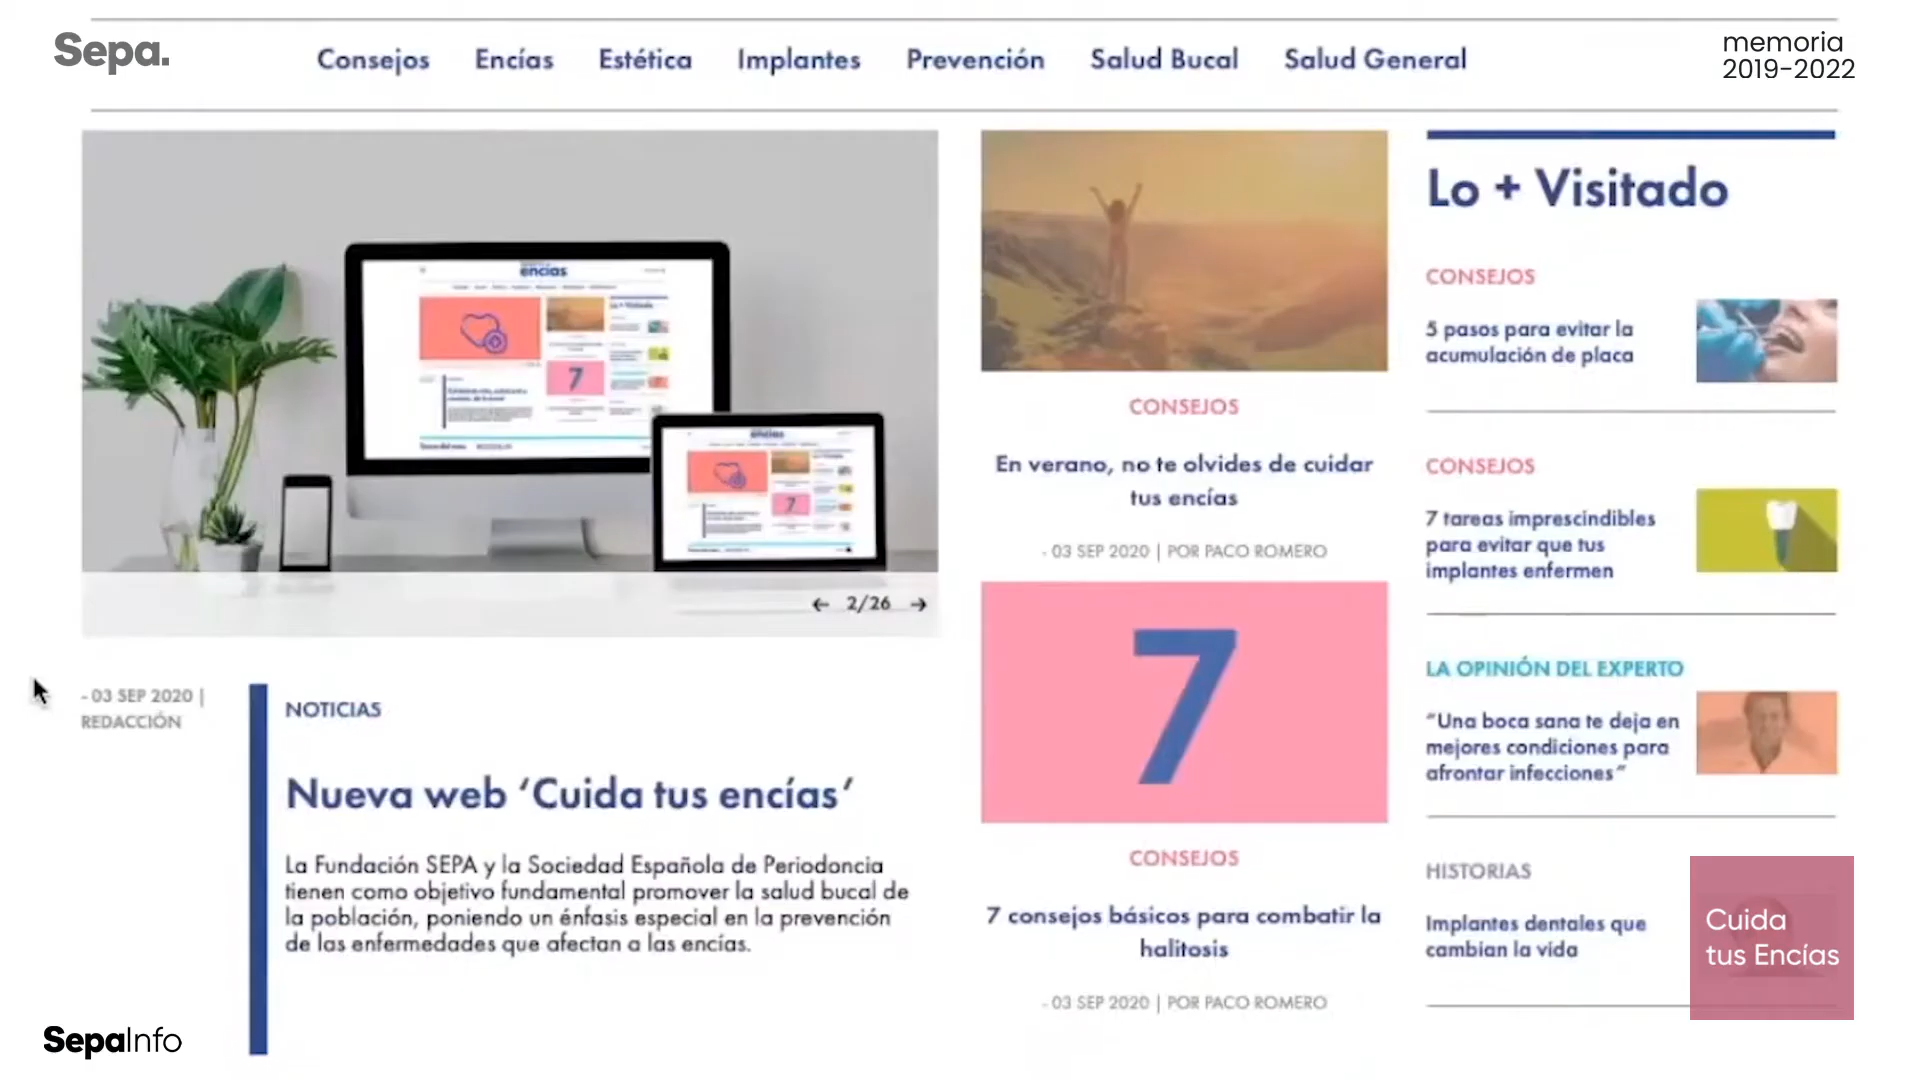 Sepa.
Consejos Encías Estética Implantes Prevención Salud Bucal Salud General
memoria
2019-2022
encías
7
encías
7
← 2/26 →
- 03 SEP 2020 |
REDACCIÓN
NOTICIAS
Nueva web ‘Cuida tus encías’
La Fundación SEPA y la Sociedad Española de Periodoncia
tienen como objetivo fundamental promover la salud bucal de
la población, poniendo un énfasis especial en la prevención
de las enfermedades que afectan a las encías.
CONSEJOS
En verano, no te olvides de cuidar
tus encías
- 03 SEP 2020 | POR PACO ROMERO
7
CONSEJOS
7 consejos básicos para combatir la
halitosis
- 03 SEP 2020 | POR PACO ROMERO
Lo + Visitado
CONSEJOS
5 pasos para evitar la
acumulación de placa
CONSEJOS
7 tareas imprescindibles
para evitar que tus
implantes enfermen
LA OPINIÓN DEL EXPERTO
“Una boca sana te deja en
mejores condiciones para
afrontar infecciones”
HISTORIAS
Implantes dentales que
cambian la vida
Cuida
tus Encías
SepaInfo